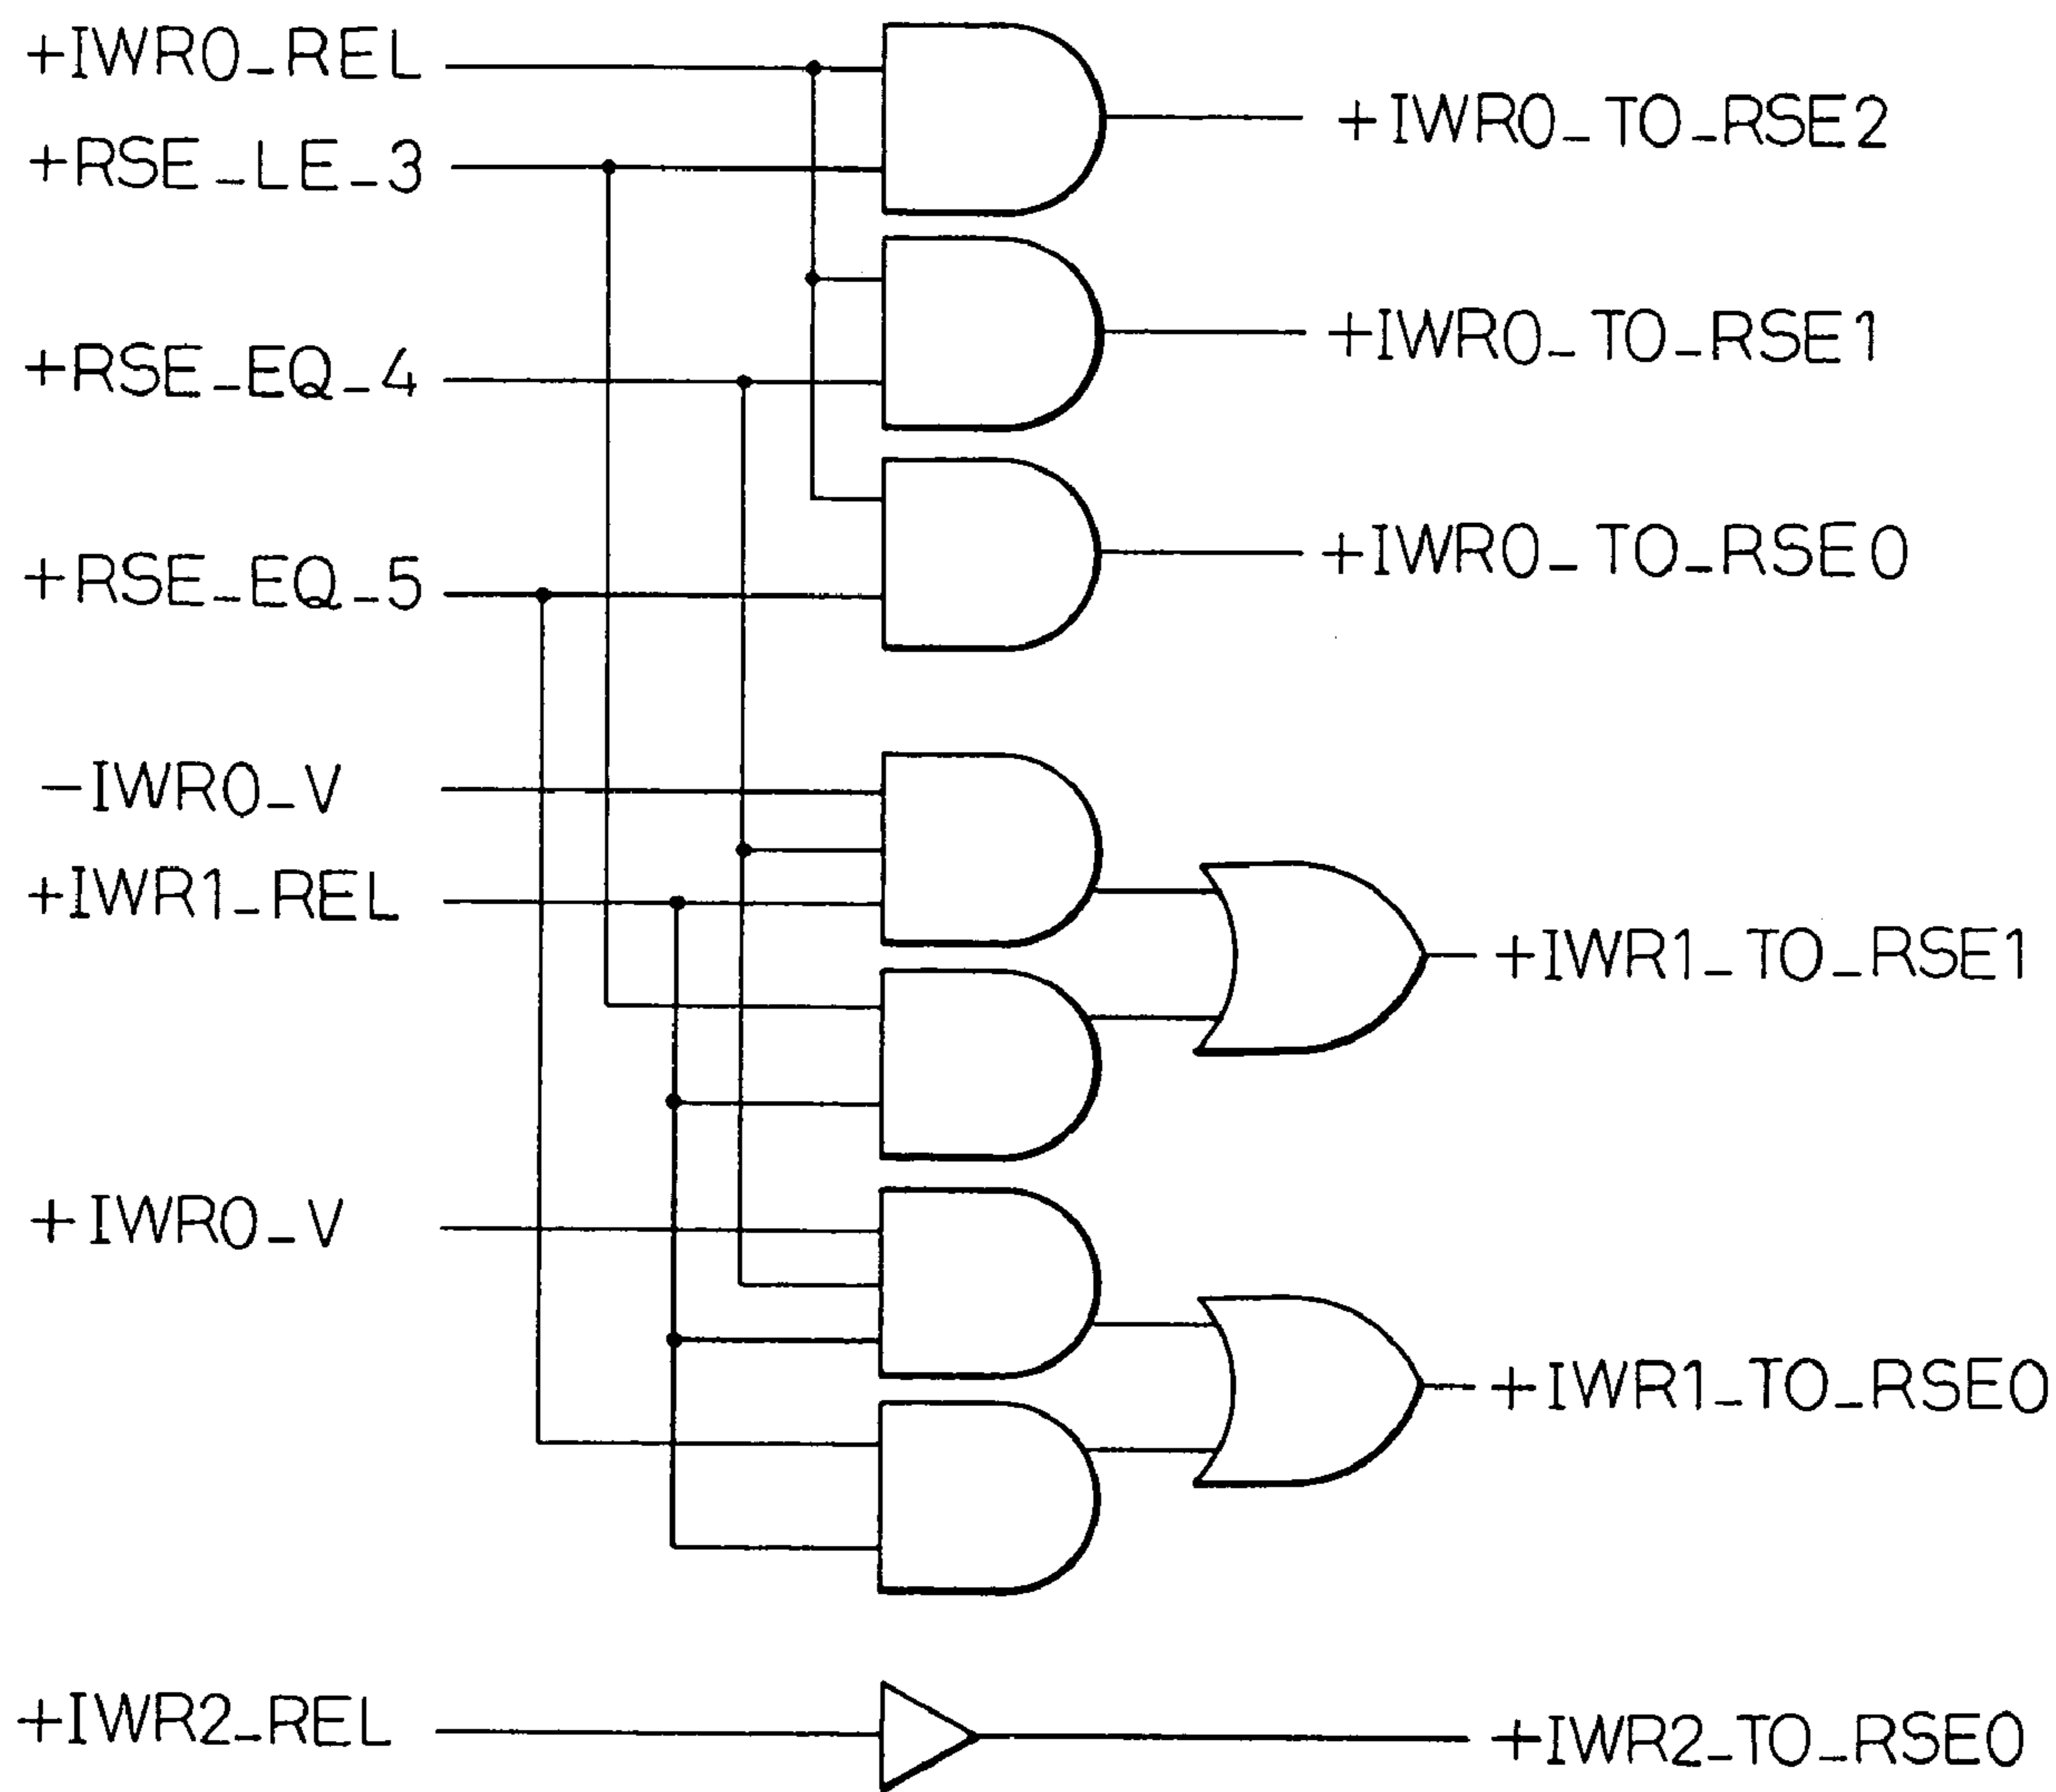 +IWR0_REL
+RSE_LE_3
+IWR0_TO_RSE2
+RSE_EQ_4
+IWR0_TO_RSE1
+RSE_EQ_5
+IWR0_TO_RSE0
-IWR0_V
+IWR1_REL
+IWR1_TO_RSE1
+IWR0_V
+IWR1_TO_RSE0
+IWR2_REL
+IWR2_TO_RSE0